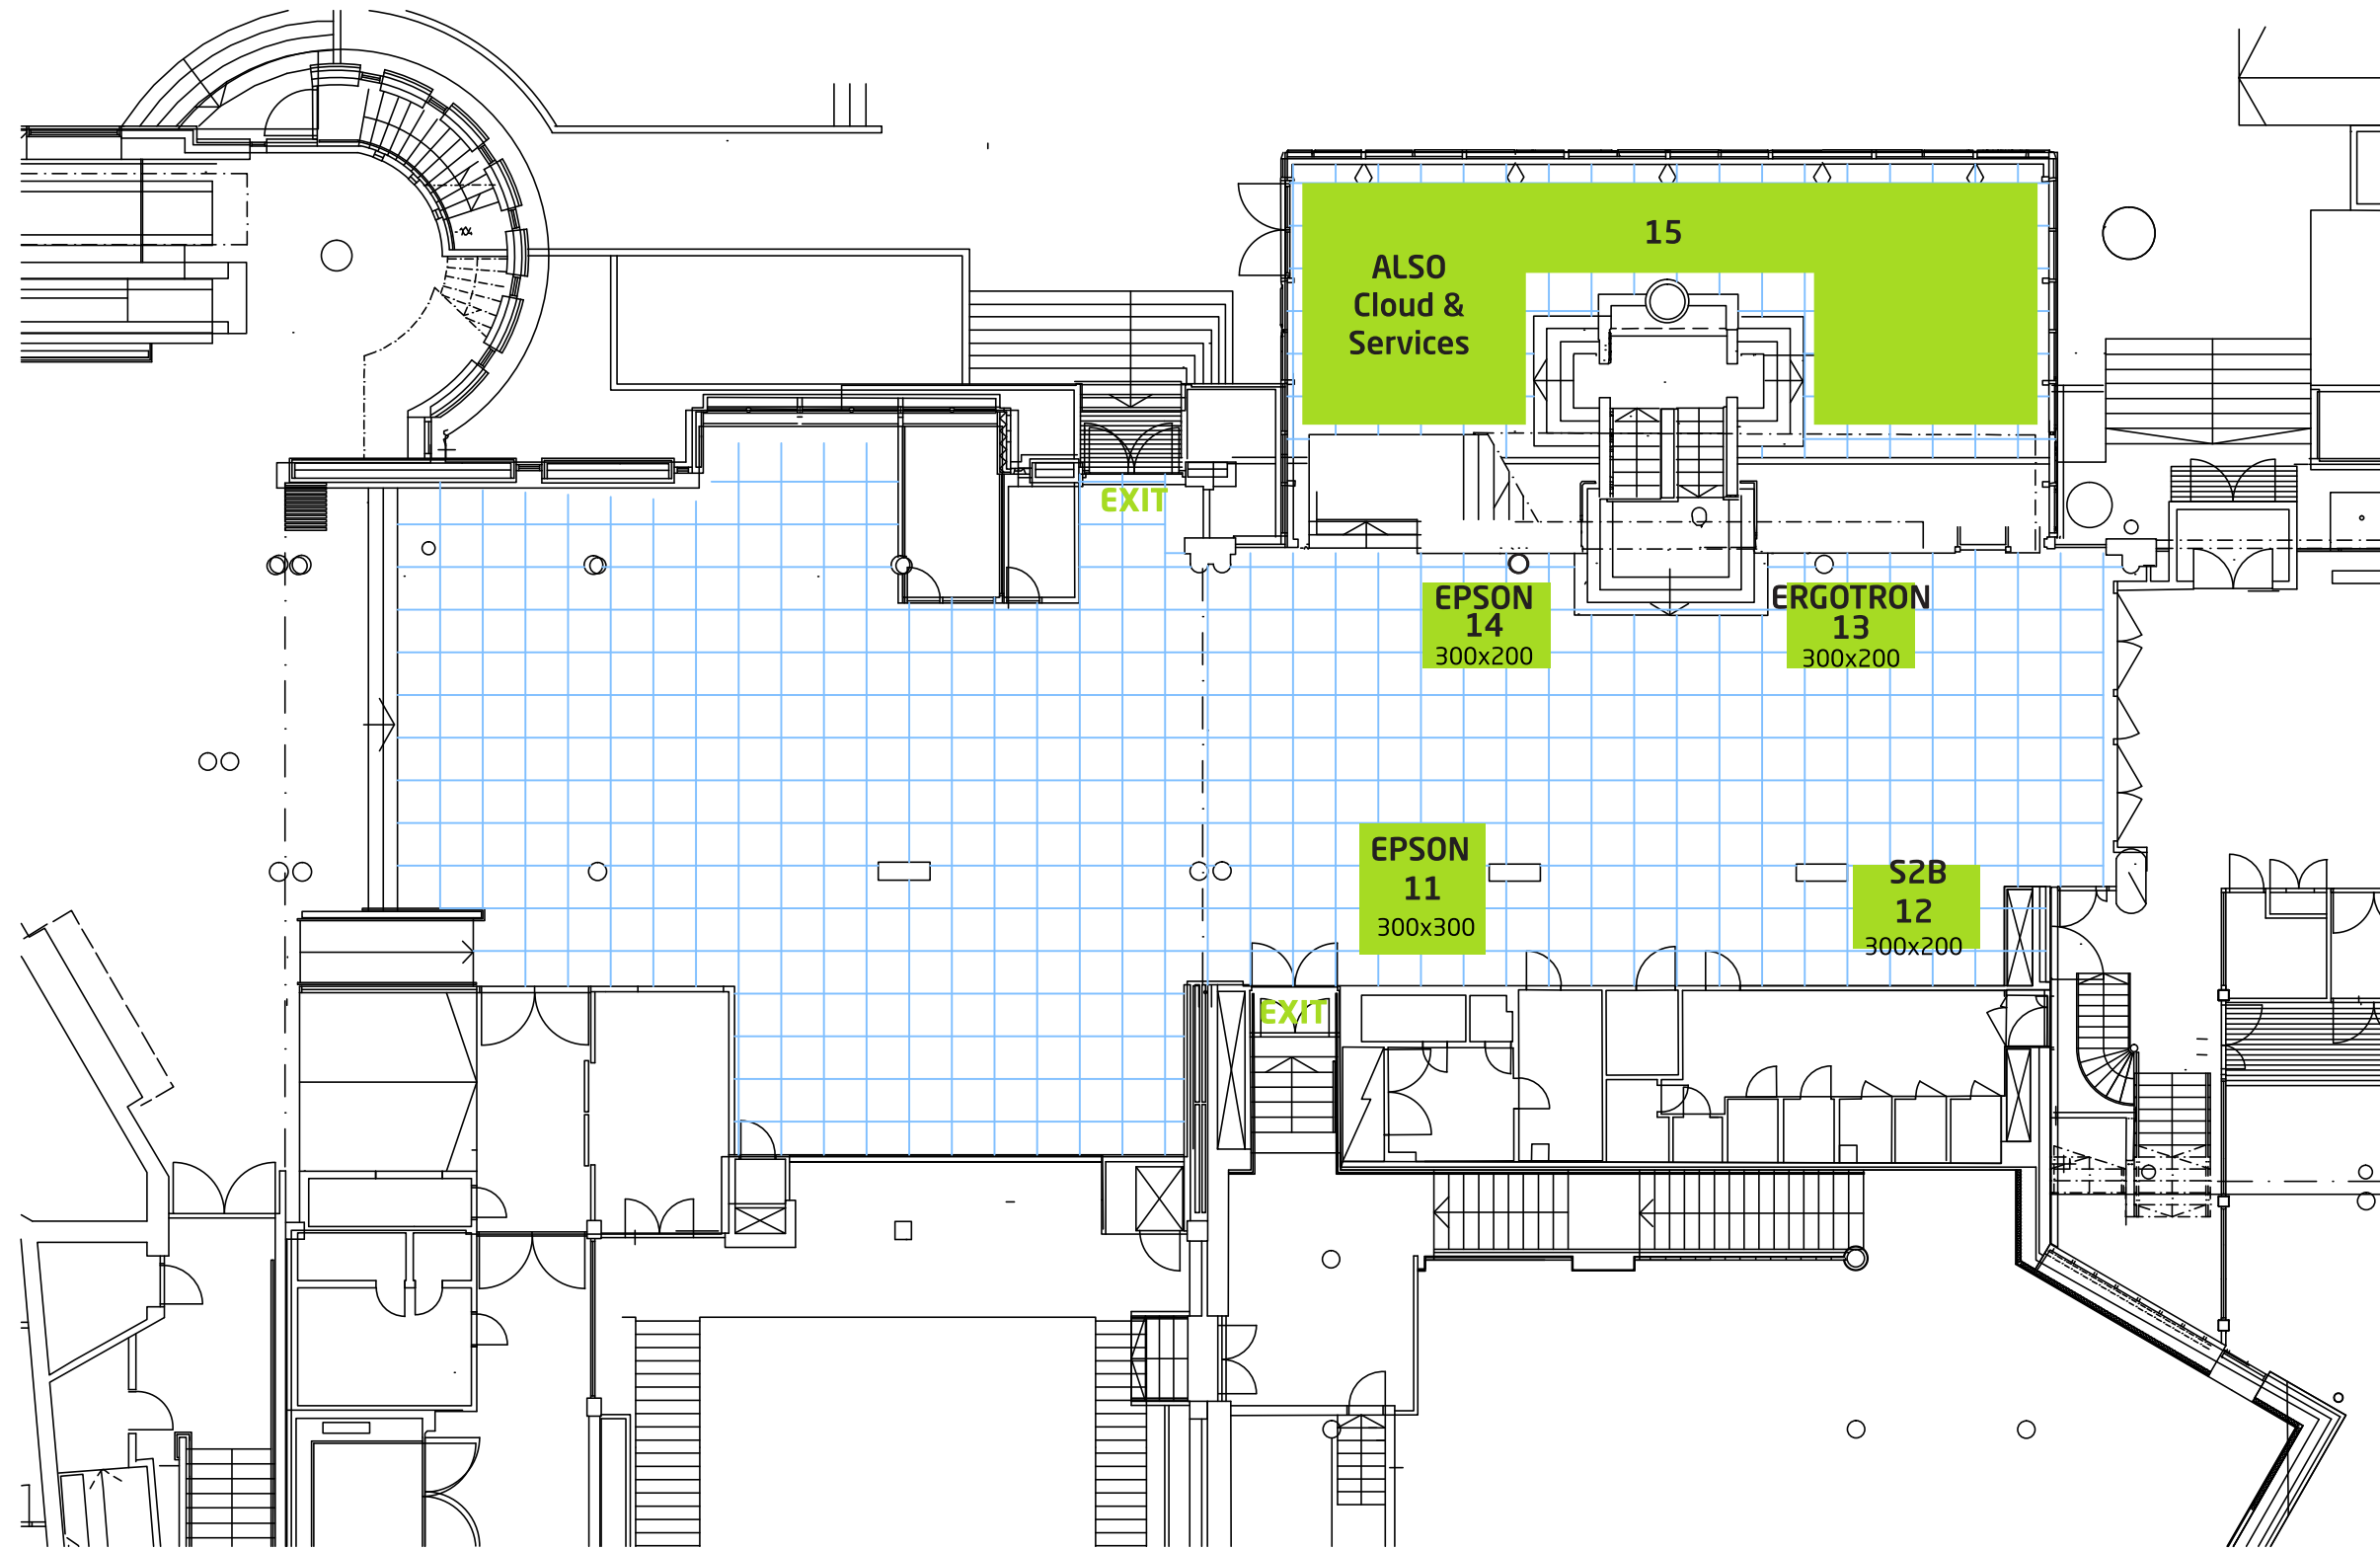 15
ALSO
Cloud &
Services
EXIT
EPSON
14
300x200
ERGOTRON
13
300x200
EPSON
11
300x300
S2B
12
300x200
EXIT